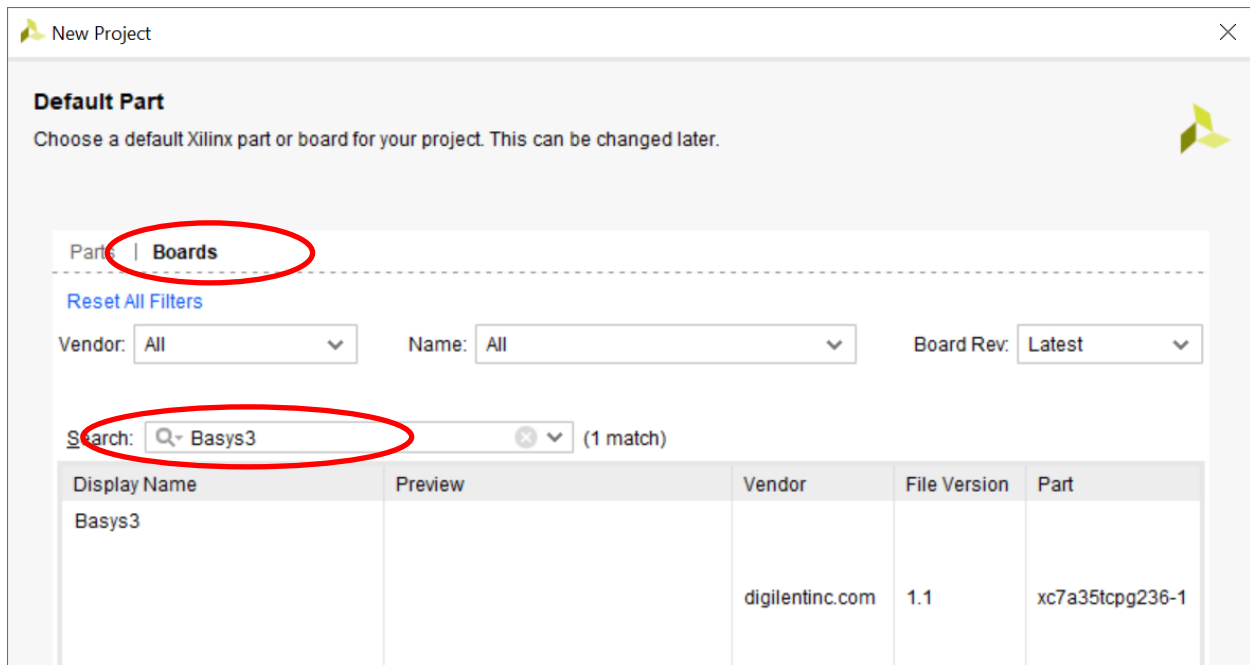 New Project
Default Part
Choose a default Xilinx part or board for your project. This can be changed later.
Parts | Boards
Reset All Filters
Vendor: All Name: All Board Rev: Latest
Search: Basys3 (1 match)
Display Name Preview Vendor File Version Part
Basys3
digilentinc.com 1.1 xc7a35tcpg236-1